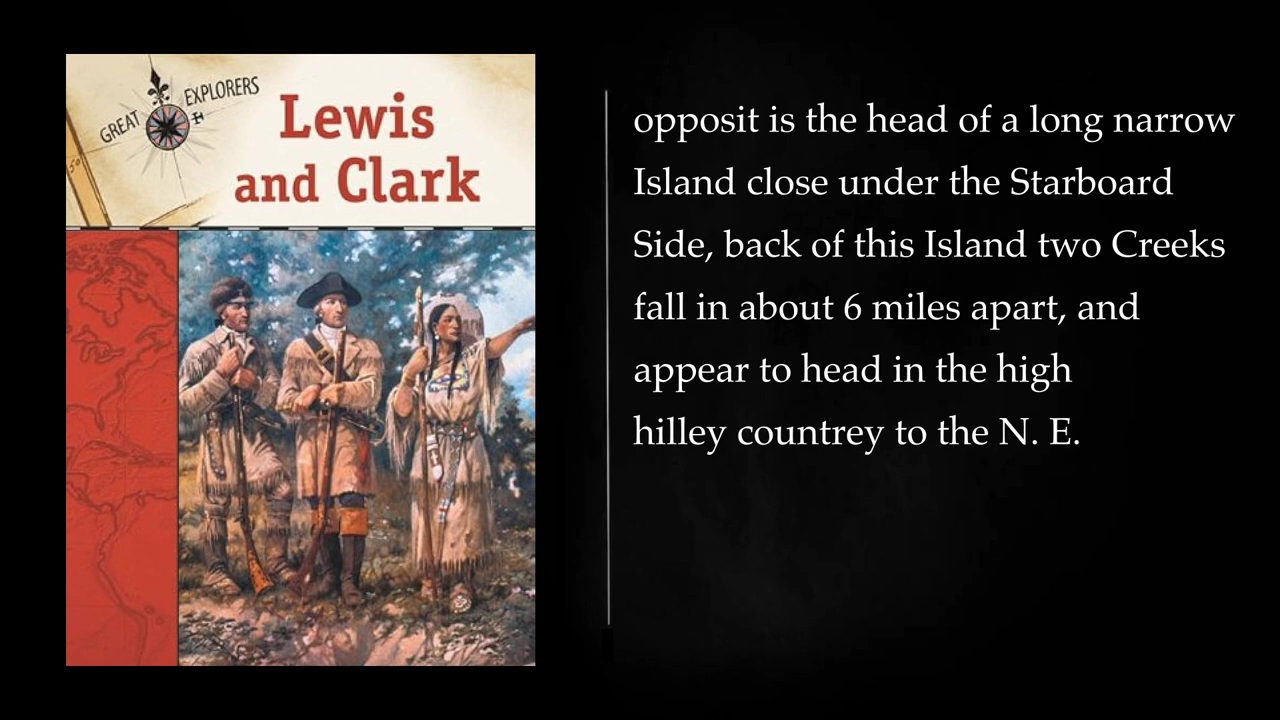 GREAT EXPLORERS
Lewis
and Clark
50
opposit is the head of a long narrow
Island close under the Starboard
Side, back of this Island two Creeks
fall in about 6 miles apart, and
appear to head in the high
hilley countrey to the N. E.